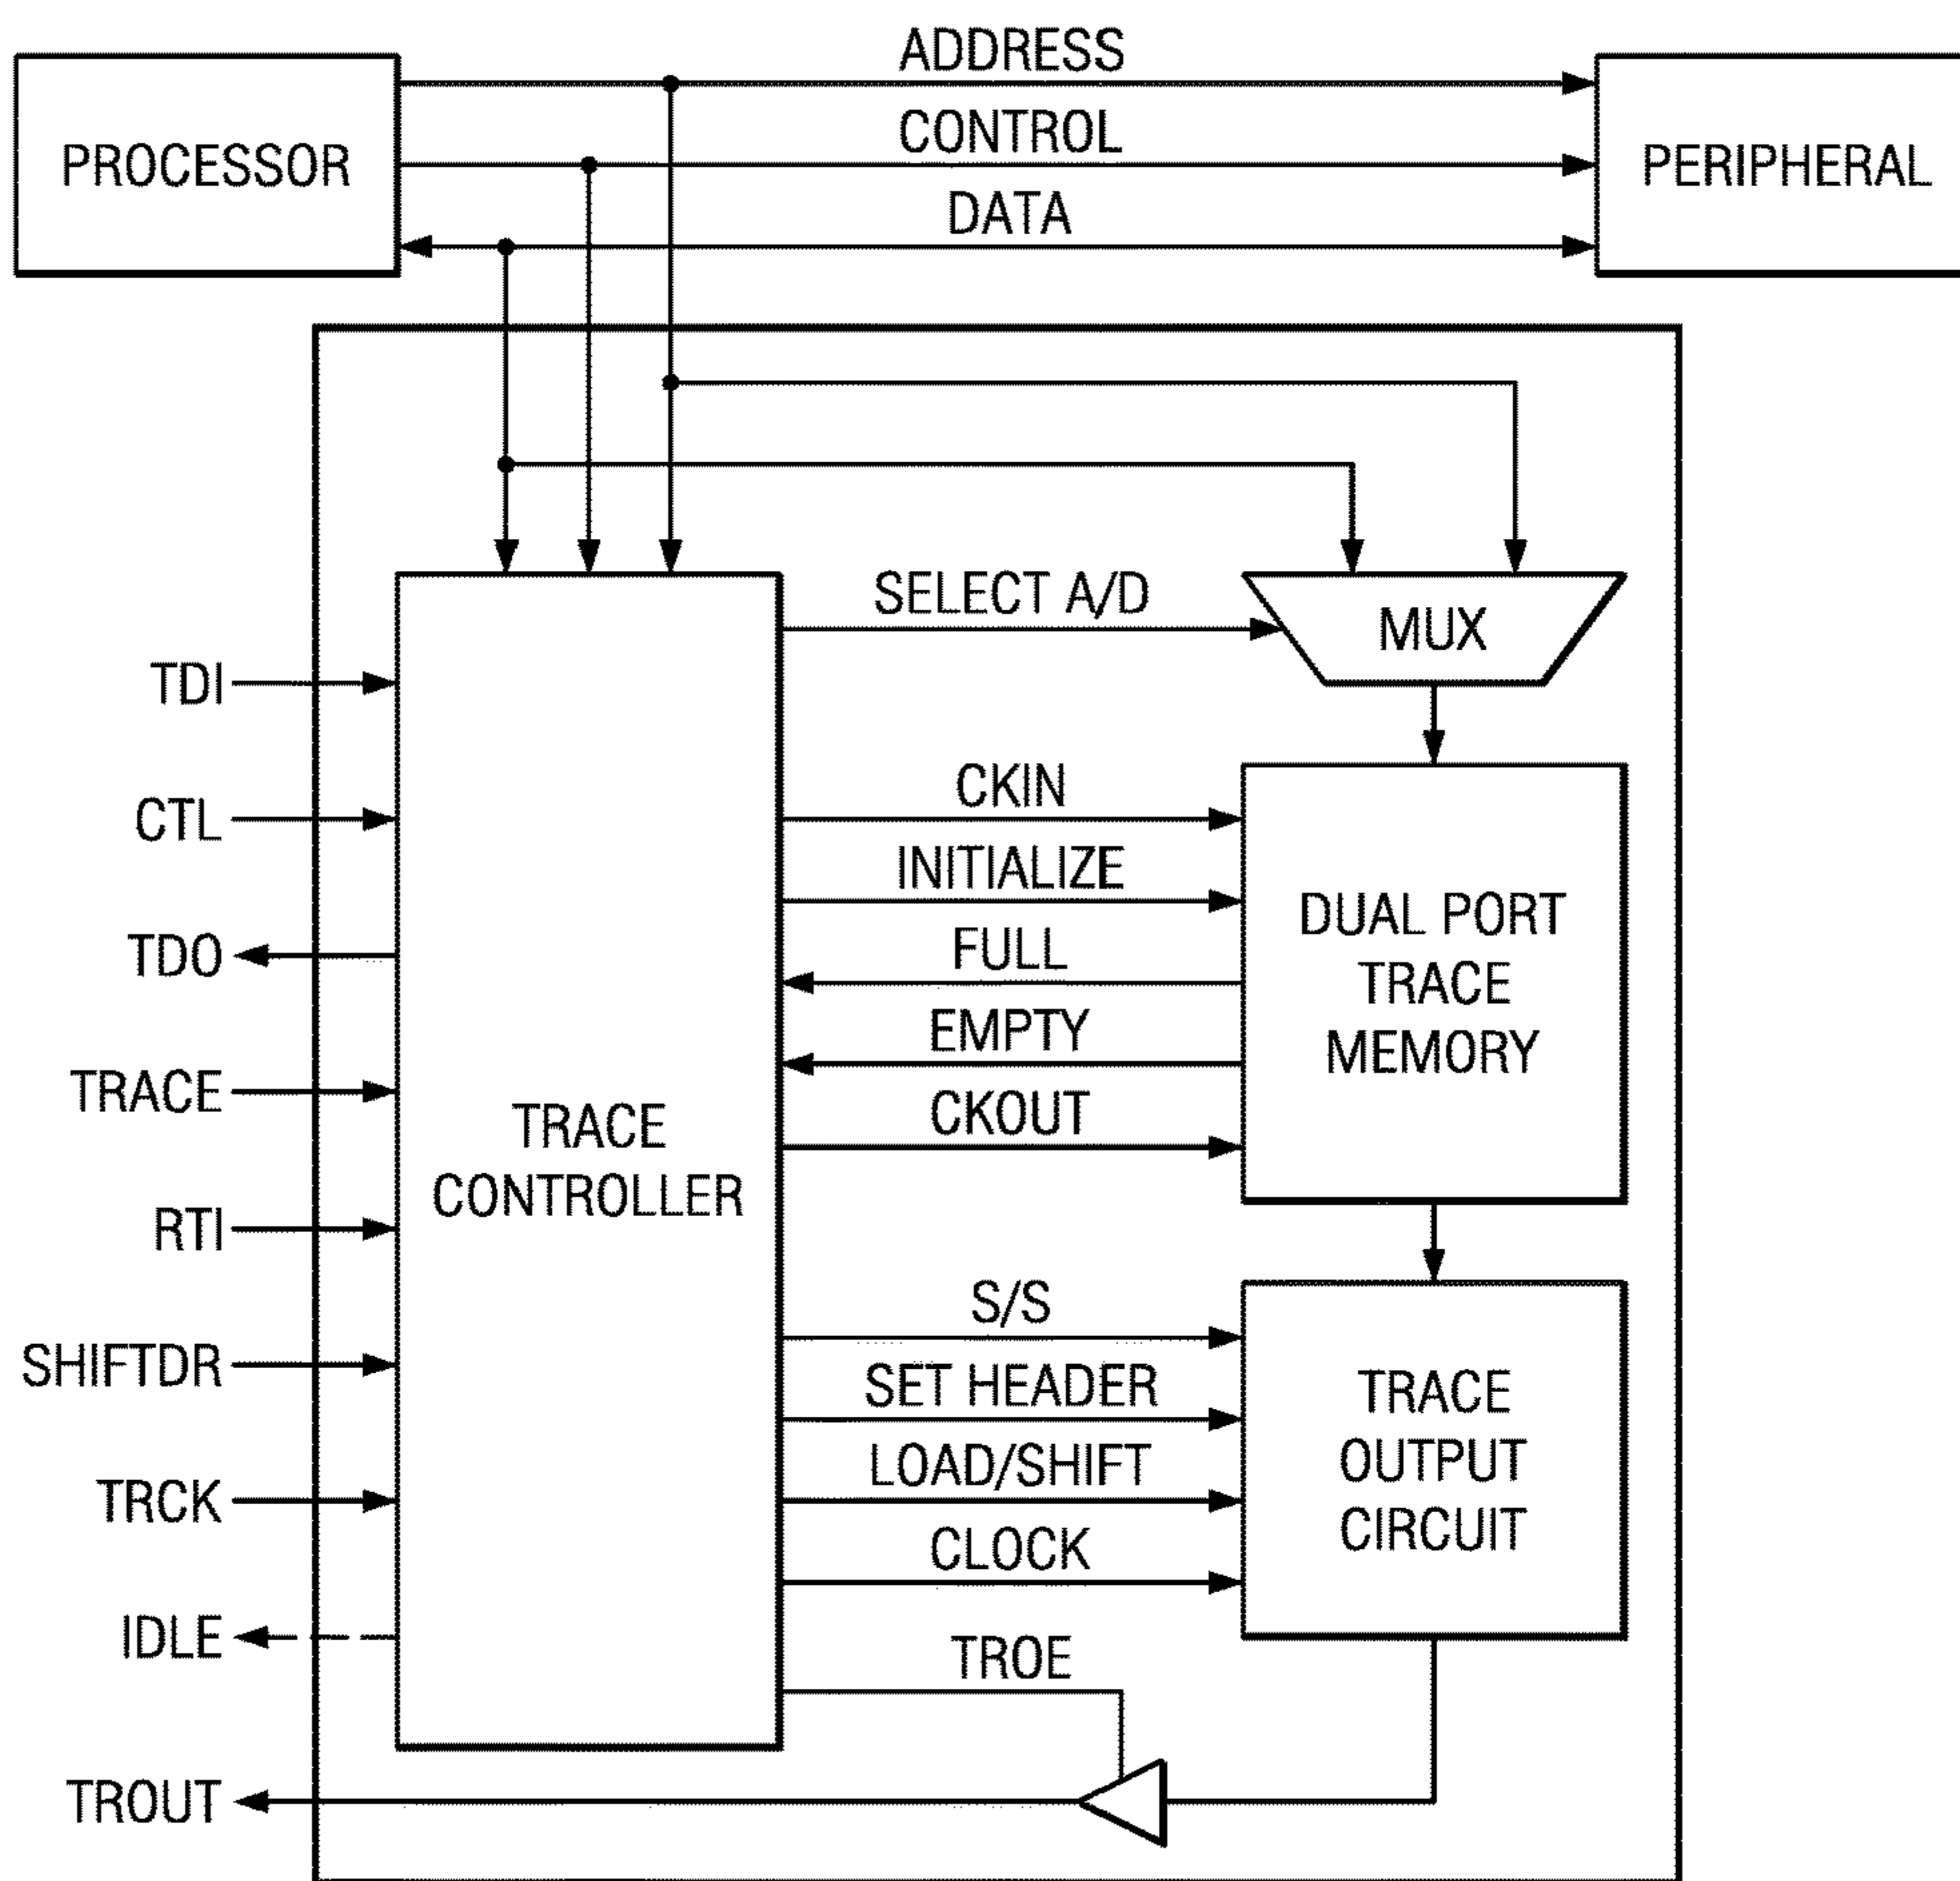 ADDRESS
PROCESSOR
CONTROL
PERIPHERAL
DATA
SELECT A/D
MUX
TDI
CKIN
CTL
INITIALIZE
DUAL PORT
TRACE
MEMORY
FULL
TDO
EMPTY
TRACE
CKOUT
TRACE
CONTROLLER
RTI
S/S
SHIFTDR
SET HEADER
TRACE
OUTPUT
CIRCUIT
LOAD/SHIFT
TRCK
CLOCK
IDLE
TROE
TROUT